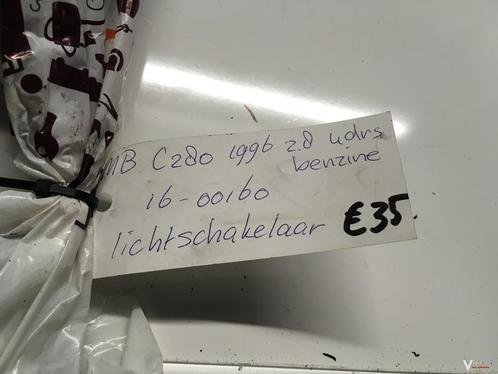 MB C280 1996 2.8 4drs
benzine
16-00160
lichtschakelaar €35